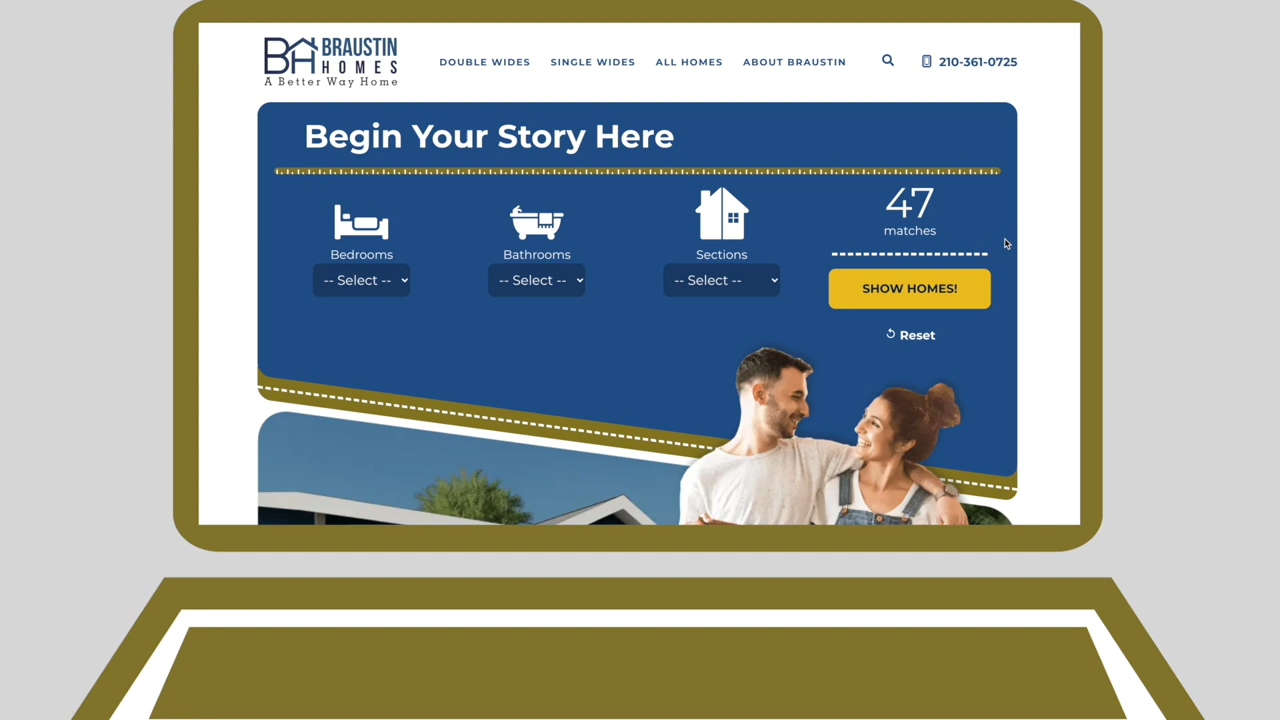 BH BRAUSTIN
HOMES
A Better Way Home
DOUBLE WIDES SINGLE WIDES ALL HOMES ABOUT BRAUSTIN 210-361-0725
Begin Your Story Here
47
matches
Bedrooms Bathrooms Sections
-- Select -- -- Select -- -- Select --
SHOW HOMES!
Reset